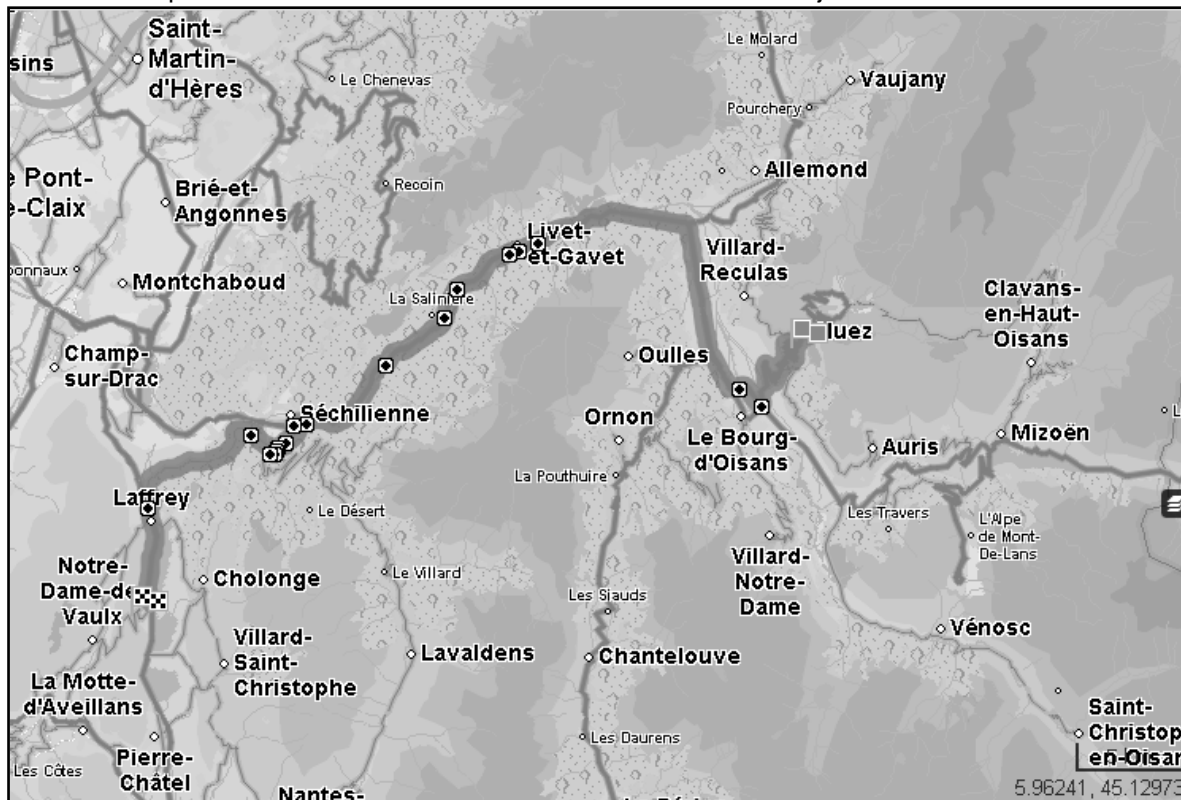 Saint-
Martin-
d'Hères
sins
Le Chenevas
Le Molard
Vaujany
Pourchery
Allemond
Pont-
e-Claix
Brié-et-
Angonnes
Recoin
Livet-
et-Gavet
Villard-
Reculas
onnaux
Montchaboud
La Salinière
Clavans-
en-Haut-
Oisans
luez
Champ-
sur-Drac
Oulles
Séchilienne
Ornon
Le Bourg-
d'Oisans
Auris
Mizoën
La Pouthuire
Laffrey
Le Désert
Les Travers
L'Alpe
de Mont-
De-Lans
Notre-
Dame-de
Vaulx
Cholonge
Le Villard
Villard-
Notre-
Dame
Les Siauds
Vénosc
Villard-
Saint-
Christophe
Lavaldens
Chantelouve
La Motte-
d'Aveillans
Saint-
Christop
en-Oisan
Pierre-
Châtel
Les Daurens
Les Côtes
Nantes-
5.96241, 45.12973